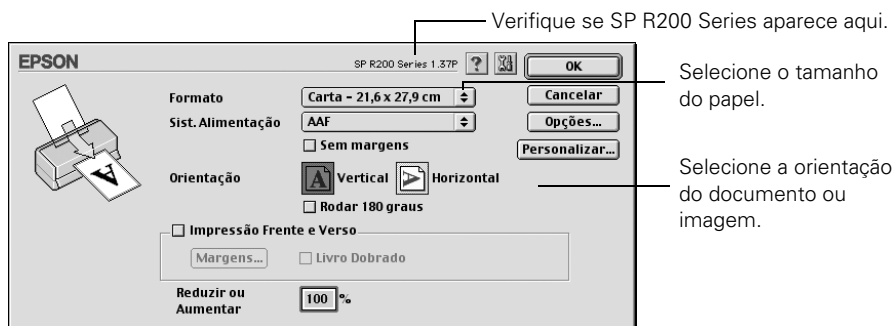 Verifique se SP R200 Series aparece aqui.
EPSON
SP R200 Series 1.37P ?
OK
Formato
Carta - 21,6 x 27,9 cm
Cancelar
Selecione o tamanho
do papel.
Sist. Alimentação
AAF
Opções...
Sem margens
Personalizar...
Orientação
A Vertical A Horizontal
Selecione a orientação
do documento ou
imagem.
Rodar 180 graus
A
Impressão Frente e Verso
Margens...
Livro Dobrado
Reduzir ou
Aumentar
100 %